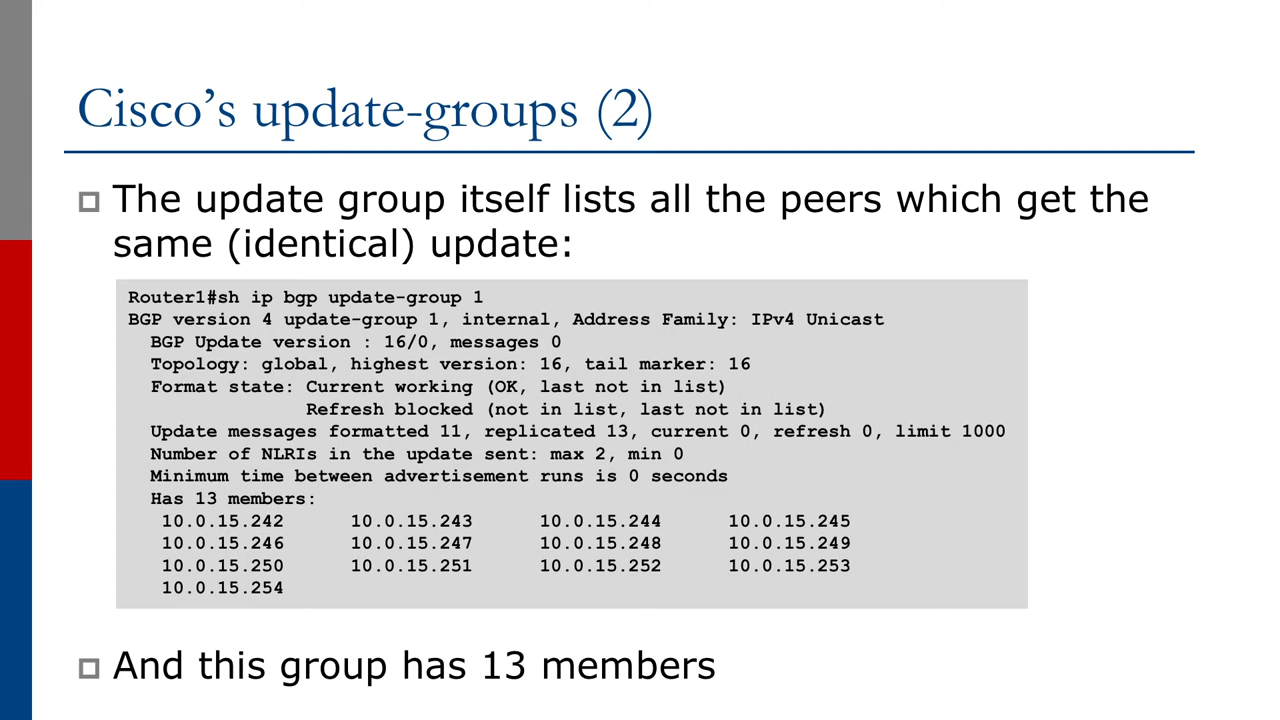 Cisco’s update-groups (2)
The update group itself lists all the peers which get the
same (identical) update:
Router1#sh ip bgp update-group 1
BGP version 4 update-group 1, internal, Address Family: IPv4 Unicast
BGP Update version : 16/0, messages 0
Topology: global, highest version: 16, tail marker: 16
Format state: Current working (OK, last not in list)
Refresh blocked (not in list, last not in list)
Update messages formatted 11, replicated 13, current 0, refresh 0, limit 1000
Number of NLRIs in the update sent: max 2, min 0
Minimum time between advertisement runs is 0 seconds
Has 13 members:
10.0.15.242 10.0.15.243 10.0.15.244 10.0.15.245
10.0.15.246 10.0.15.247 10.0.15.248 10.0.15.249
10.0.15.250 10.0.15.251 10.0.15.252 10.0.15.253
10.0.15.254
And this group has 13 members